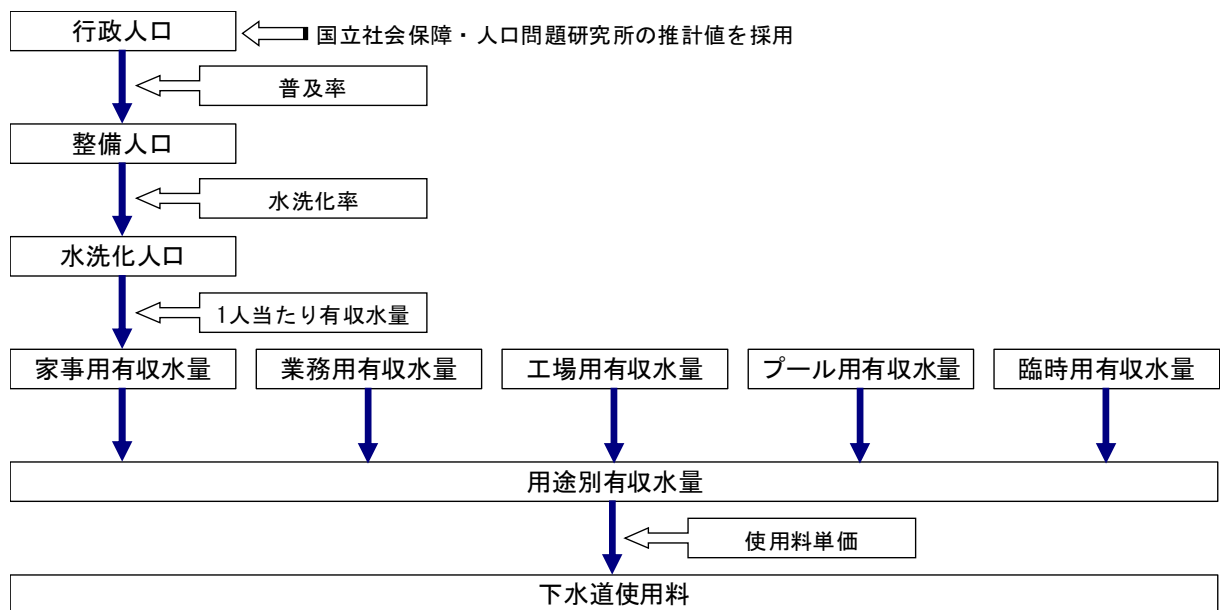 行政人口
国立社会保障・人口問題研究所の推計値を採用
普及率
整備人口
水洗化率
水洗化人口
1人当たり有収水量
家事用有収水量
業務用有収水量
工場用有収水量
プール用有収水量
臨時用有収水量
用途別有収水量
使用料単価
下水道使用料